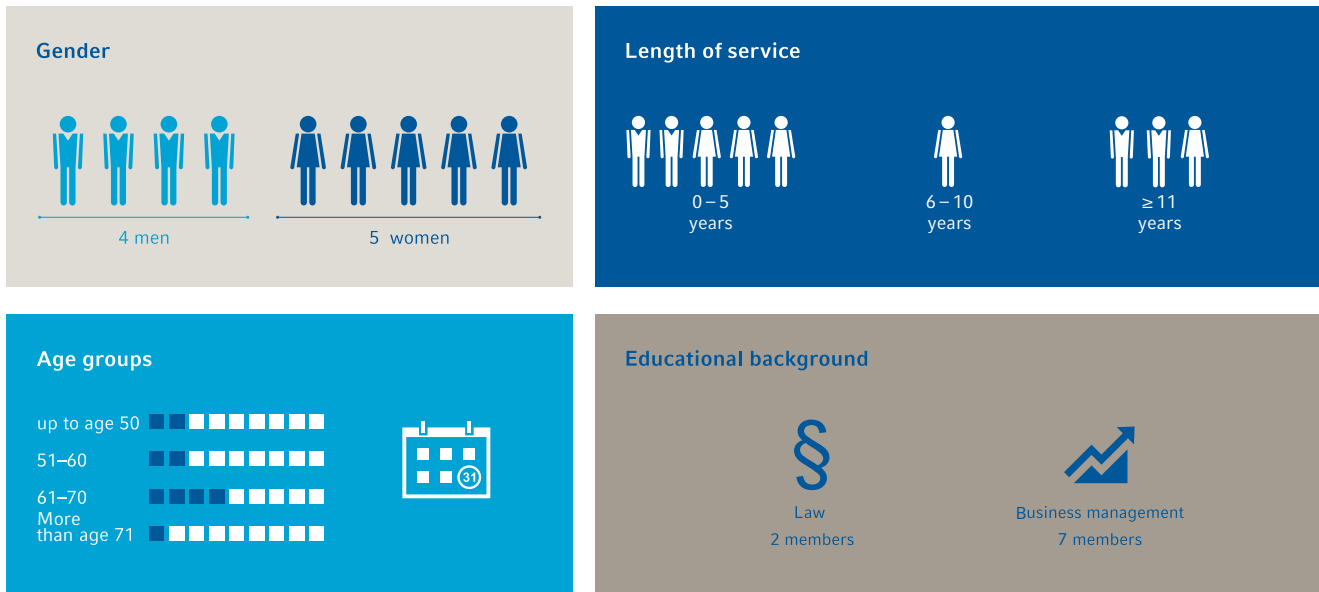 Gender
4 men
5 women
Length of service
0 – 5
years
6 – 10
years
≥ 11
years
Age groups
up to age 50
51–60
61–70
More
than age 71
31
Educational background
§
Law
2 members
Business management
7 members